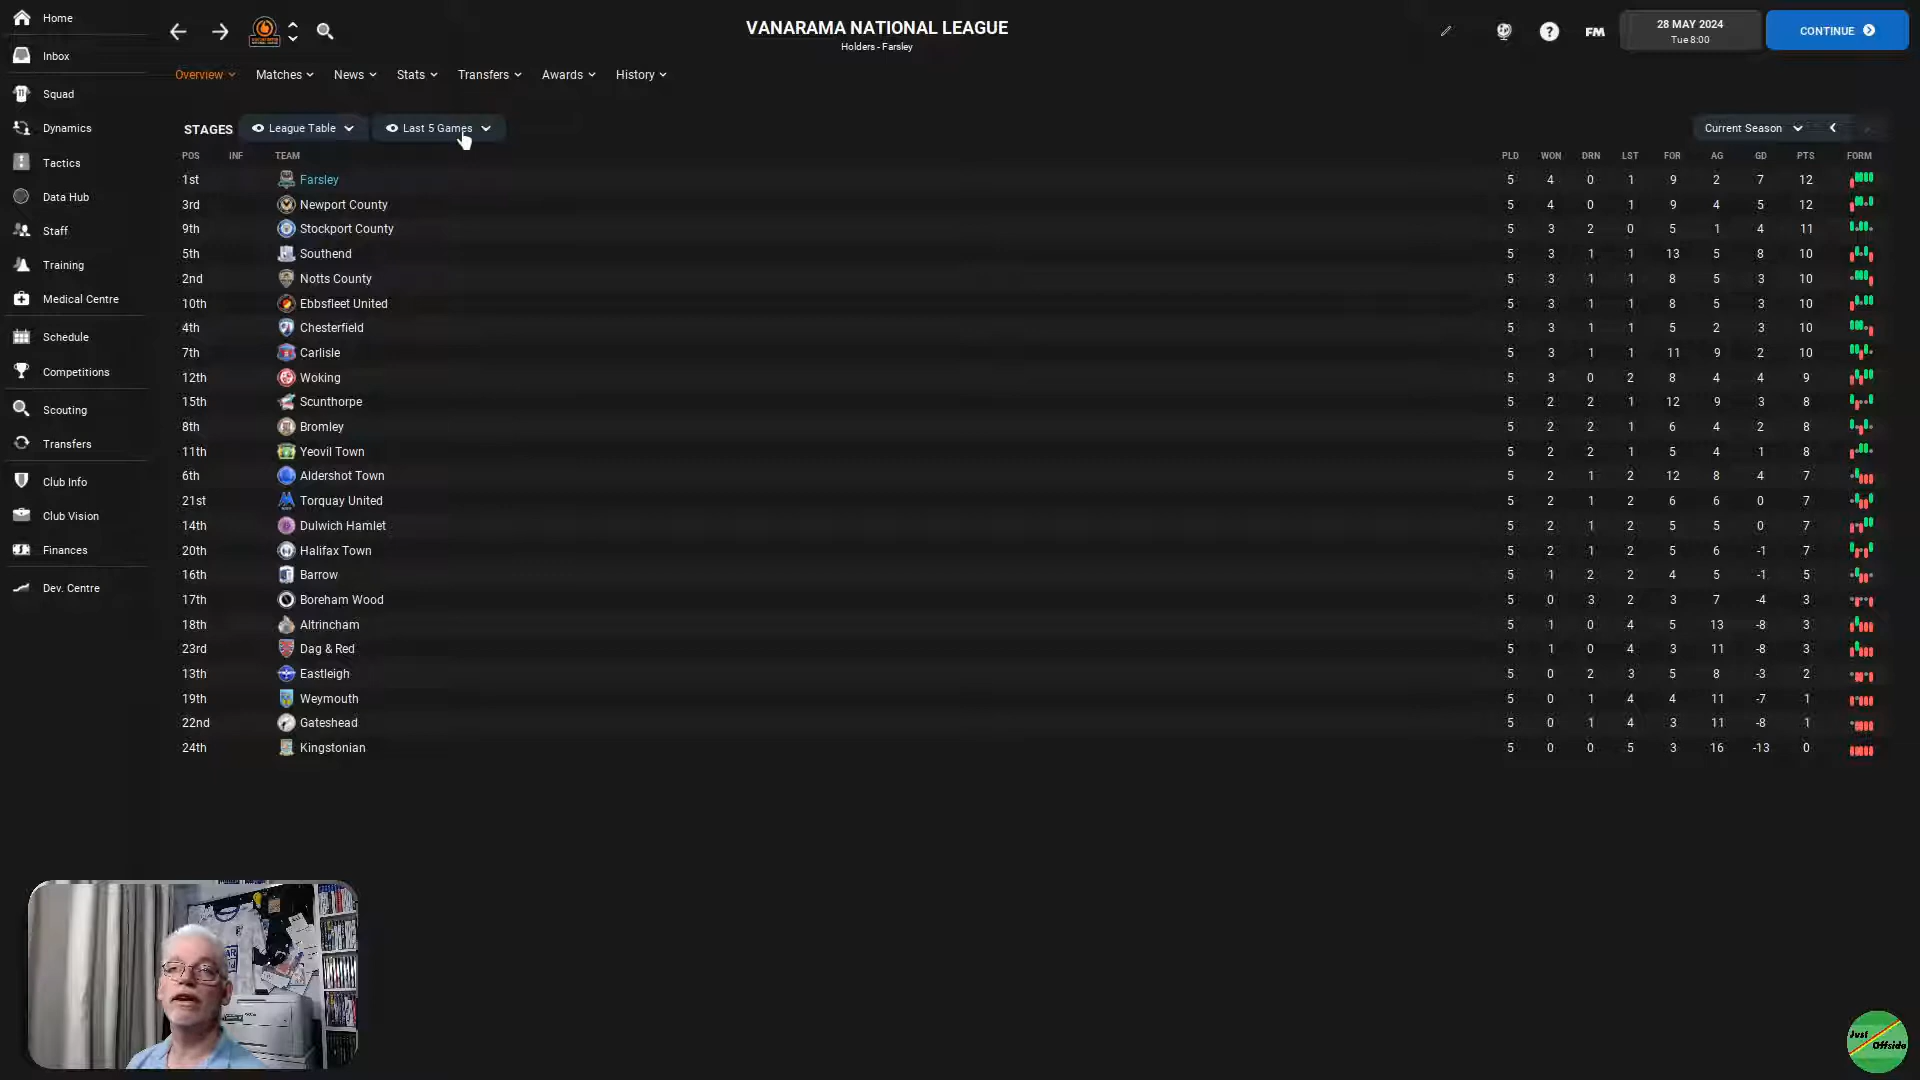 Home
VANARAMA NATIONAL LEAGUE
Holders - Farsley
FM
28 MAY 2024
Tue 8:00
CONTINUE
Inbox
Overview Matches News Stats Transfers Awards History
Squad
Dynamics
Tactics
Data Hub
Staff
Training
Medical Centre
Schedule
Competitions
Scouting
Transfers
Club Info
Club Vision
Finances
Dev. Centre
STAGES League Table Last 5 Games Current Season
POS INF TEAM PLD WON DRN LST FOR AG GD PTS FORM
1st Farsley 5 4 0 1 9 2 7 12
3rd Newport County 5 4 0 1 9 4 5 12
9th Stockport County 5 3 2 0 5 1 4 11
5th Southend 5 3 1 1 13 5 8 10
2nd Notts County 5 3 1 1 8 5 3 10
10th Ebbsfleet United 5 3 1 1 8 5 3 10
4th Chesterfield 5 3 1 1 5 2 3 10
7th Carlisle 5 3 1 1 11 9 2 10
12th Woking 5 3 0 2 8 4 4 9
15th Scunthorpe 5 2 2 1 12 9 3 8
8th Bromley 5 2 2 1 6 4 2 8
11th Yeovil Town 5 2 2 1 5 4 1 8
6th Aldershot Town 5 2 1 2 12 8 4 7
21st Torquay United 5 2 1 2 6 6 0 7
14th Dulwich Hamlet 5 2 1 2 5 5 0 7
20th Halifax Town 5 2 1 2 5 6 -1 7
16th Barrow 5 1 2 2 4 5 -1 5
17th Boreham Wood 5 0 3 2 3 7 -4 3
18th Altrincham 5 1 0 4 5 13 -8 3
23rd Dag & Red 5 1 0 4 3 11 -8 3
13th Eastleigh 5 0 2 3 5 8 -3 2
19th Weymouth 5 0 1 4 4 11 -7 1
22nd Gateshead 5 0 1 4 3 11 -8 1
24th Kingstonian 5 0 0 5 3 16 -13 0
Just
Offside